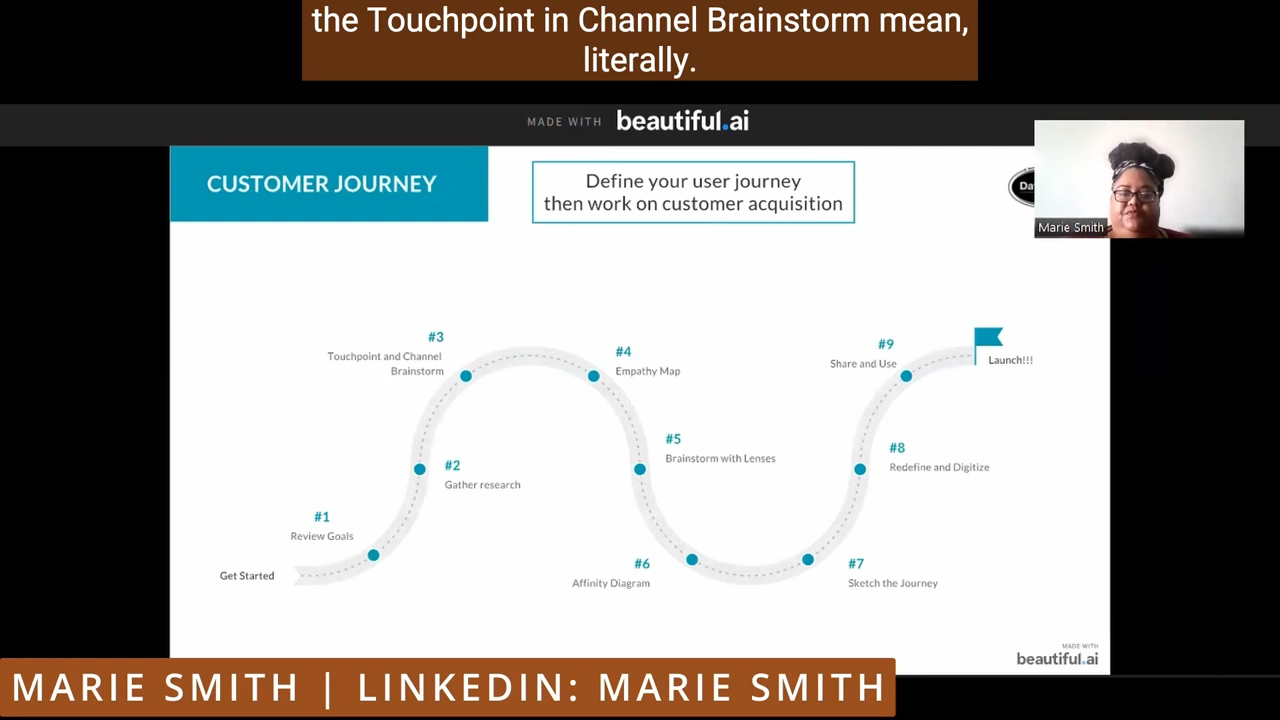 the Touchpoint in Channel Brainstorm mean,
literally.
MADE WITH beautiful.ai
CUSTOMER JOURNEY
Define your user journey
then work on customer acquisition
Da
Marie Smith
#3
Touchpoint and Channel
Brainstorm
#4
Empathy Map
#9
Share and Use
Launch!!!
#5
Brainstorm with Lenses
#8
Redefine and Digitize
#2
Gather research
#1
Review Goals
Get Started
#6
Affinity Diagram
#7
Sketch the Journey
MADE WITH
beautiful.ai
MARIE SMITH | LINKEDIN: MARIE SMITH